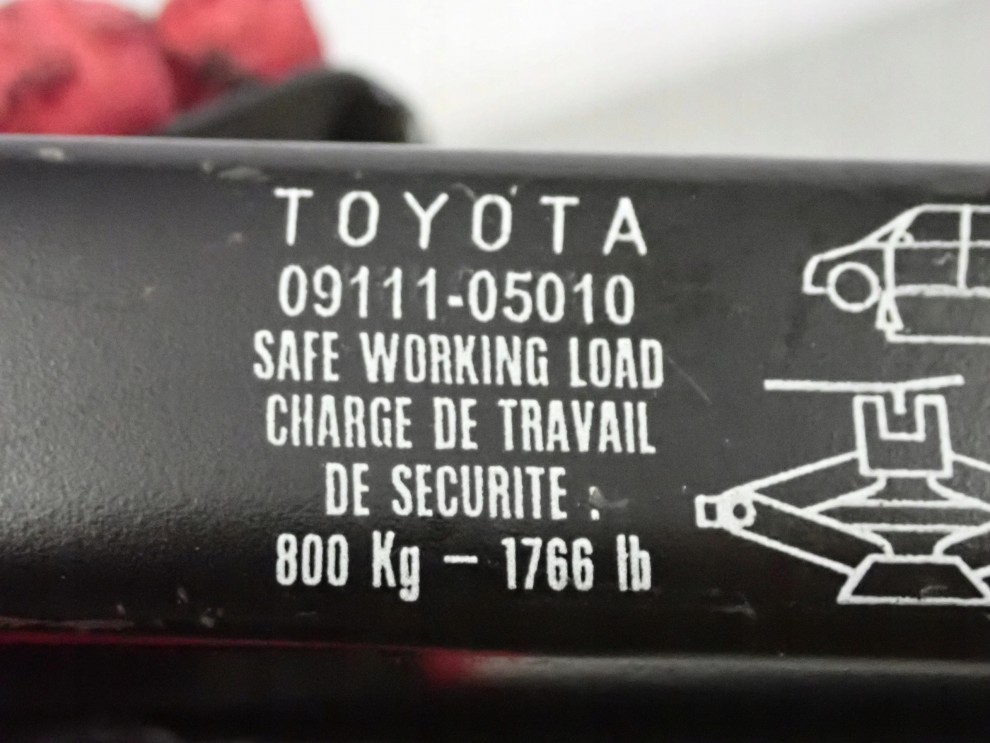 TOYOTA
09111-05010
SAFE WORKING LOAD
CHARGE DE TRAVAIL
DE SECURITE :
800 Kg – 1766 lb